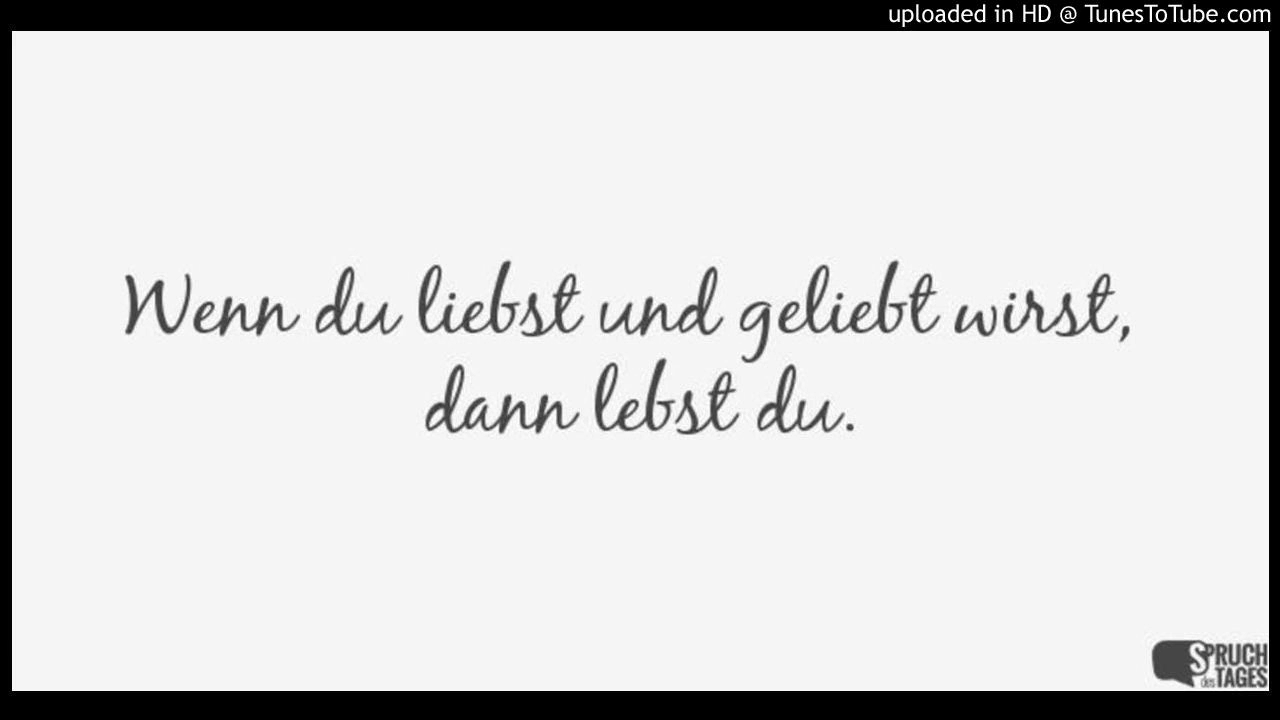 uploaded in HD @ TunesToTube.com
Wenn du liebst und geliebt wirst,
dann lebst du.
SPRUCH
des TAGES